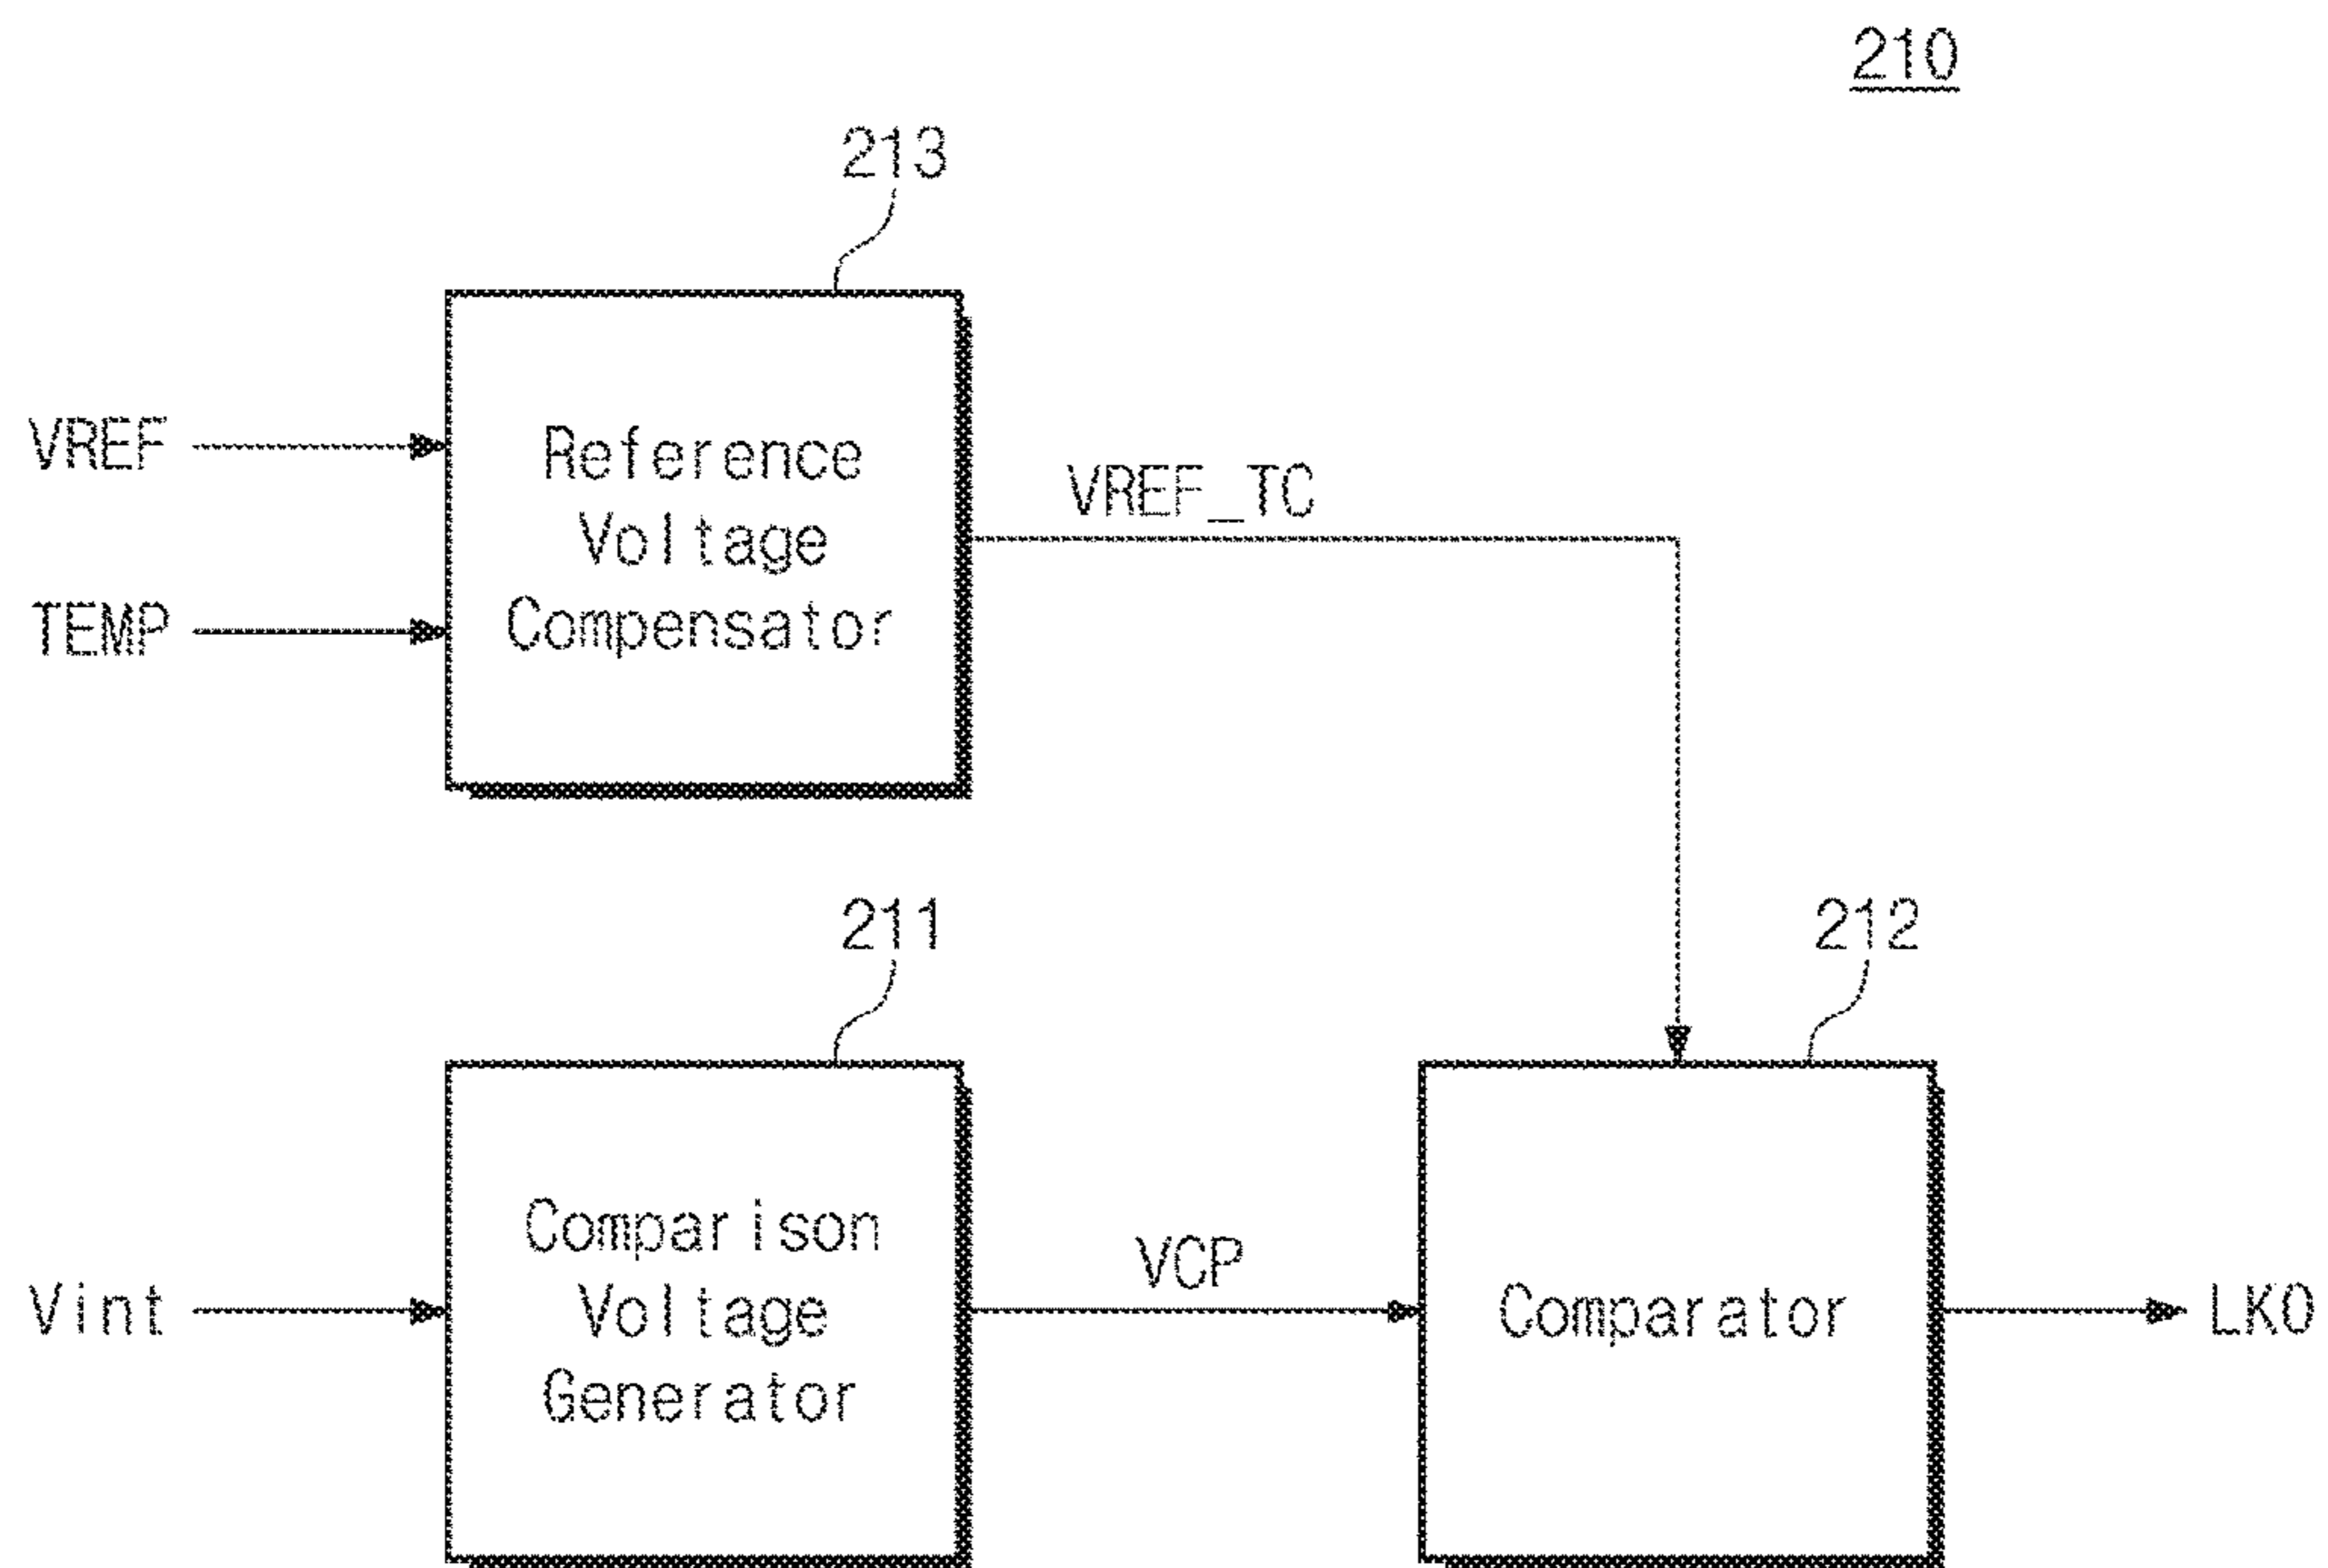 210
213
VREF
TEMP
Reference
Voltage
Compensator
VREF_TC
211
212
Vint
Comparison
Voltage
Generator
VCP
Comparator
LKO